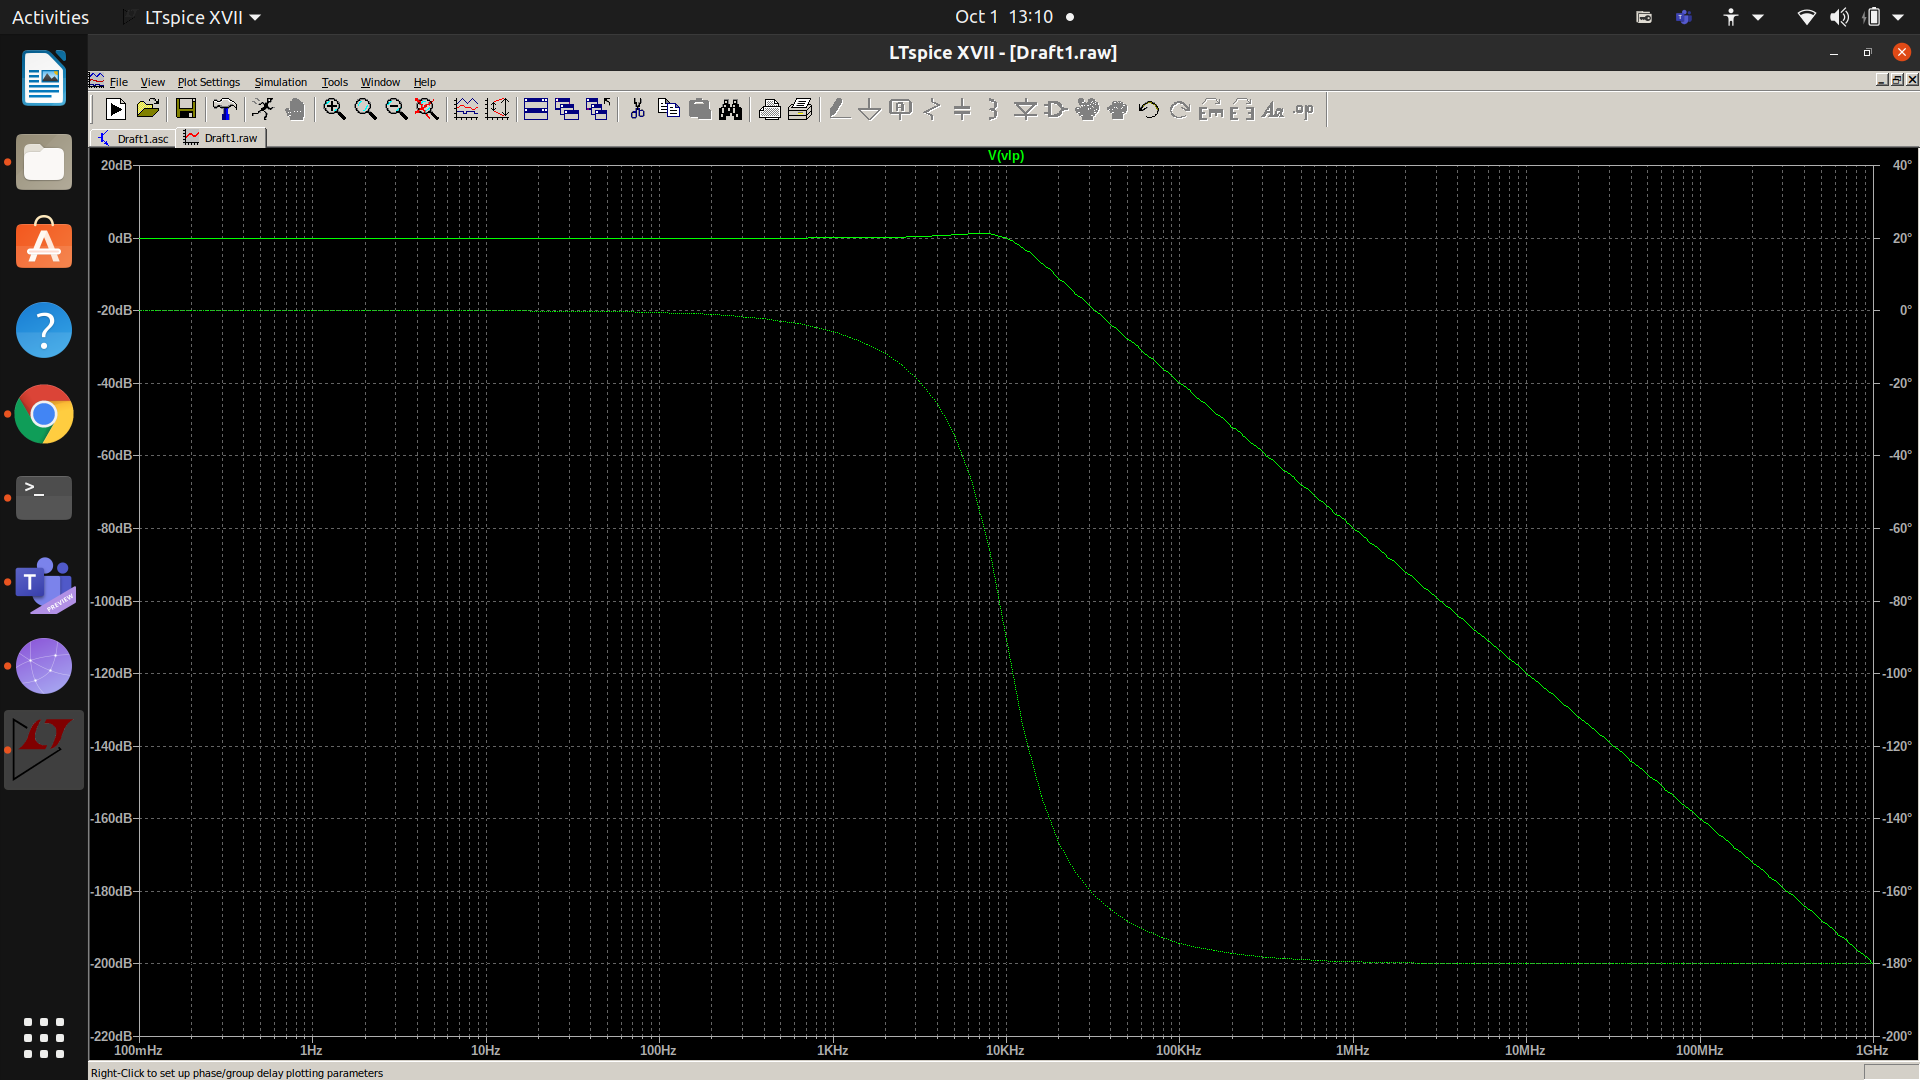 Activities LTspice XVII Oct 1 13:10
LTspice XVII - [Draft1.raw]
File View Plot Settings Simulation Tools Window Help
Draft1.asc Draft1.raw
V(vlp)
20dB 40°
0dB 20°
-20dB 0°
-40dB -20°
-60dB -40°
-80dB -60°
-100dB -80°
-120dB -100°
-140dB -120°
-160dB -140°
-180dB -160°
-200dB -180°
-220dB -200°
100mHz 1Hz 10Hz 100Hz 1KHz 10KHz 100KHz 1MHz 10MHz 100MHz 1GHz
Right-Click to set up phase/group delay plotting parameters
T
PREVIEW